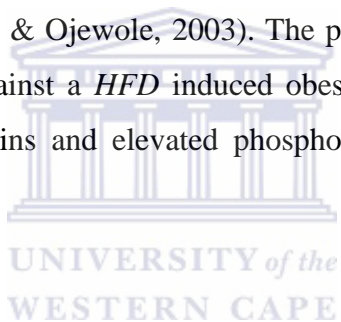 & Ojewole, 2003). The p
ainst a HFD induced obes
ins and elevated phospho
UNIVERSITY of the
WESTERN CAPE